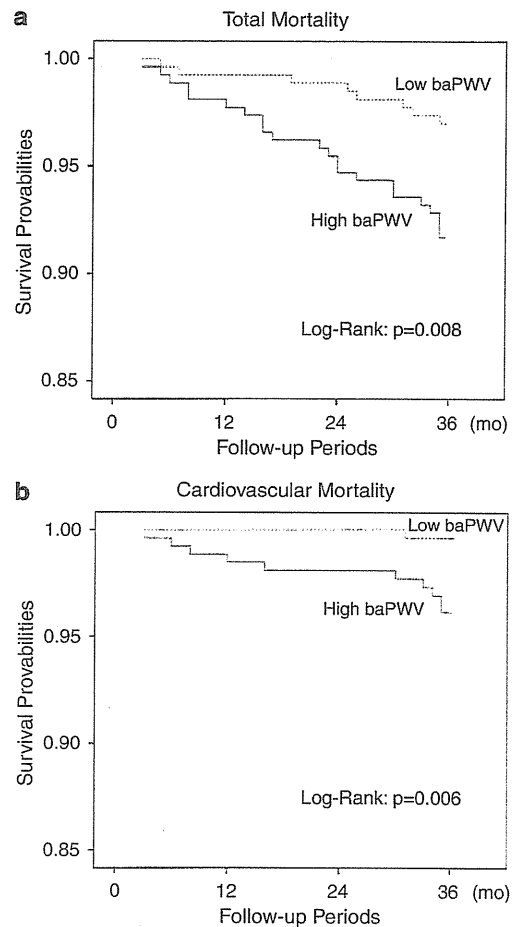 a
Total Mortality
1.00
0.95
0.90
0.85
Survival Provabilities
Low baPWV
High baPWV
Log-Rank: p=0.008
0 12 24 36 (mo)
Follow-up Periods
b
Cardiovascular Mortality
1.00
0.95
0.90
0.85
Survival Provabilities
Low baPWV
High baPWV
Log-Rank: p=0.006
0 12 24 36 (mo)
Follow-up Periods